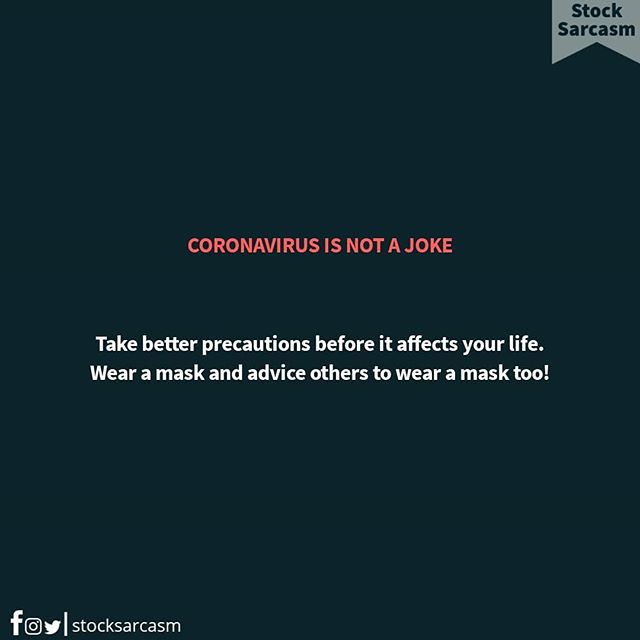 Stock
Sarcasm
CORONAVIRUS IS NOT A JOKE
Take better precautions before it affects your life.
Wear a mask and advice others to wear a mask too!
stocksarcasm